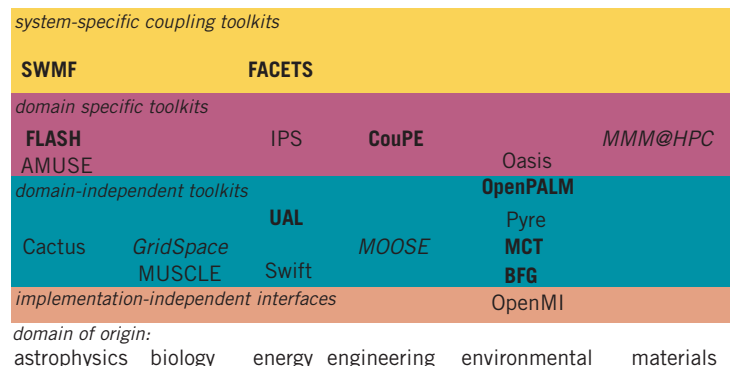 system-specific coupling toolkits
SWMF FACETS
domain specific toolkits
FLASH IPS CouPE MMM@HPC
AMUSE Oasis
domain-independent toolkits OpenPALM
UAL Pyre
Cactus GridSpace MOOSE MCT
MUSCLE Swift BFG
implementation-independent interfaces OpenMI
domain of origin:
astrophysics biology energy engineering environmental materials